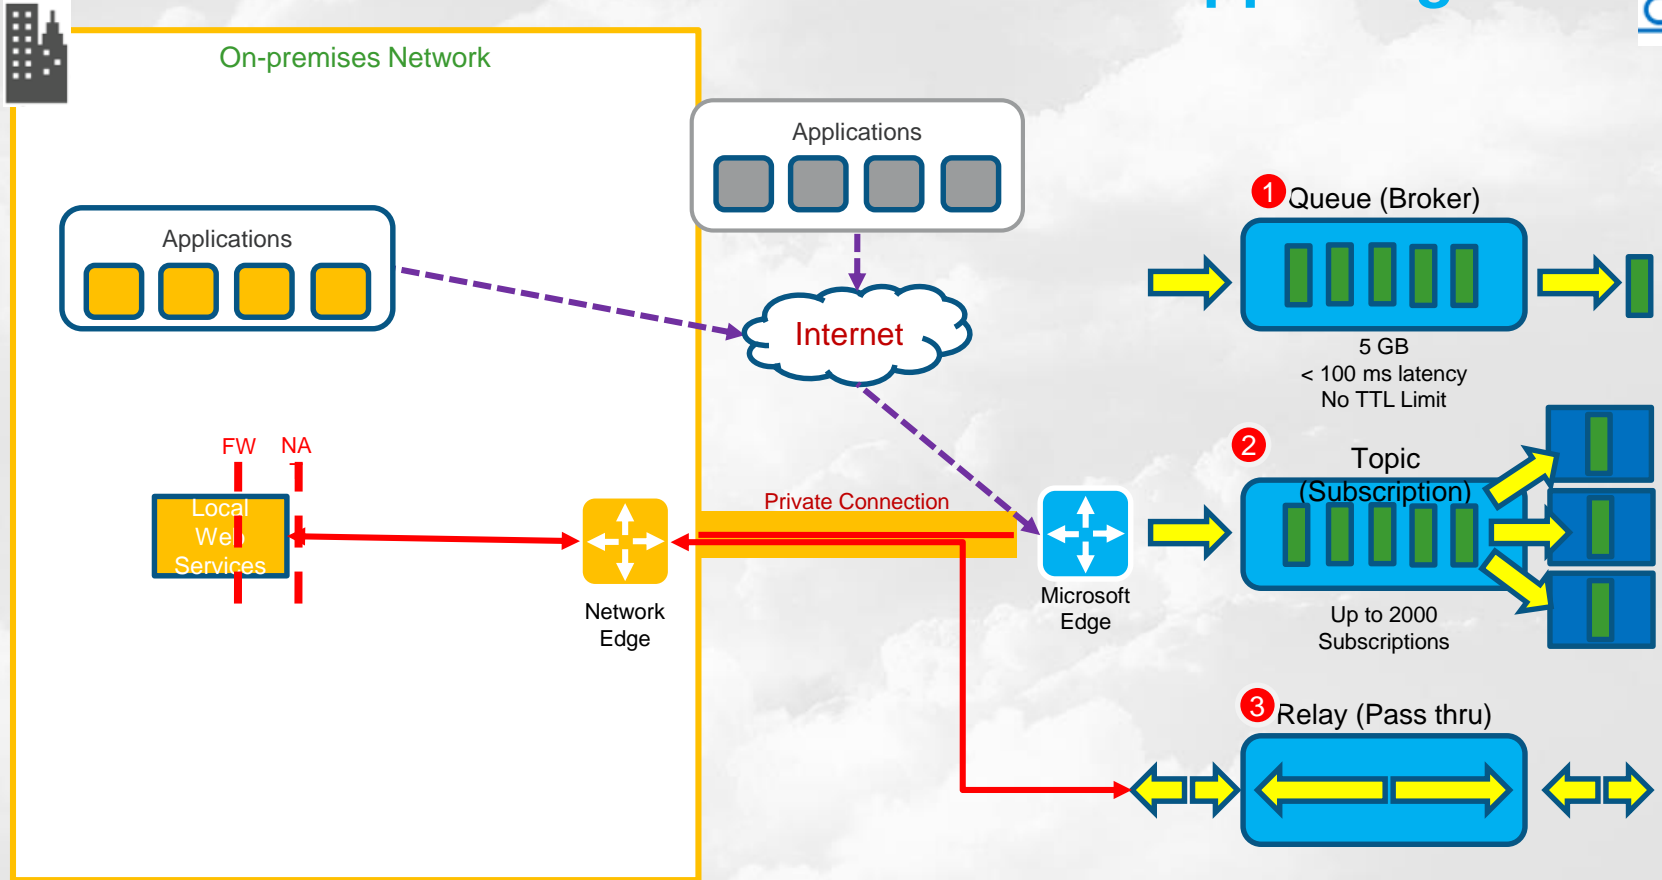 On-premises Network
Applications
Applications
Internet
FW
NA
Local
Web
Services
Network
Edge
Private Connection
Microsoft
Edge
1
Queue (Broker)
5 GB
< 100 ms latency
No TTL Limit
2
Topic
(Subscription)
Up to 2000
Subscriptions
3
Relay (Pass thru)